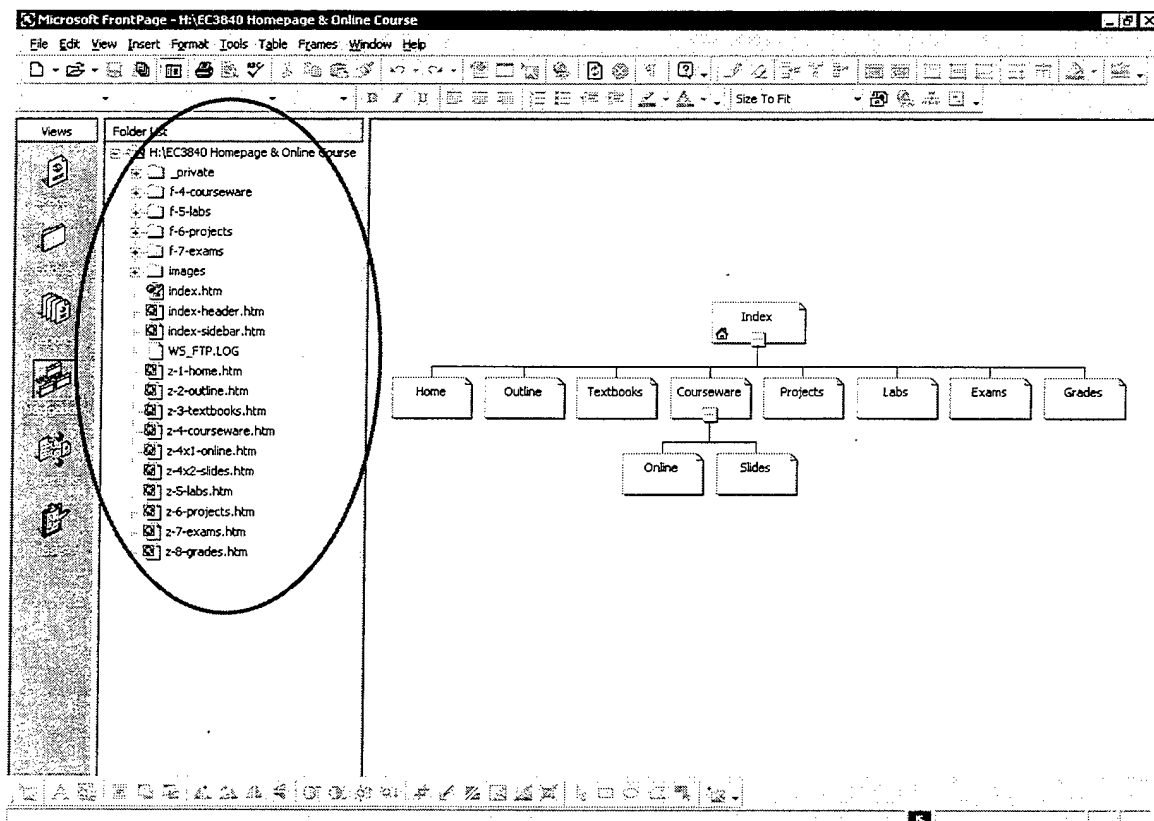 Microsoft FrontPage - H:\EC3840 Homepage & Online Course
File Edit View Insert Format Tools Table Frames Window Help
B I U Size To Fit
Views
Folder List
H:\EC3840 Homepage & Online Course
_private
f-4-courseware
f-5-labs
f-6-projects
f-7-exams
images
index.htm
index-header.htm
index-sidebar.htm
WS_FTP.LOG
z-1-home.htm
z-2-outline.htm
z-3-textbooks.htm
z-4-courseware.htm
z-4x1-online.htm
z-4x2-slides.htm
z-5-labs.htm
z-6-projects.htm
z-7-exams.htm
z-8-grades.htm
Index
Home Outline Textbooks Courseware Projects Labs Exams Grades
Online Slides